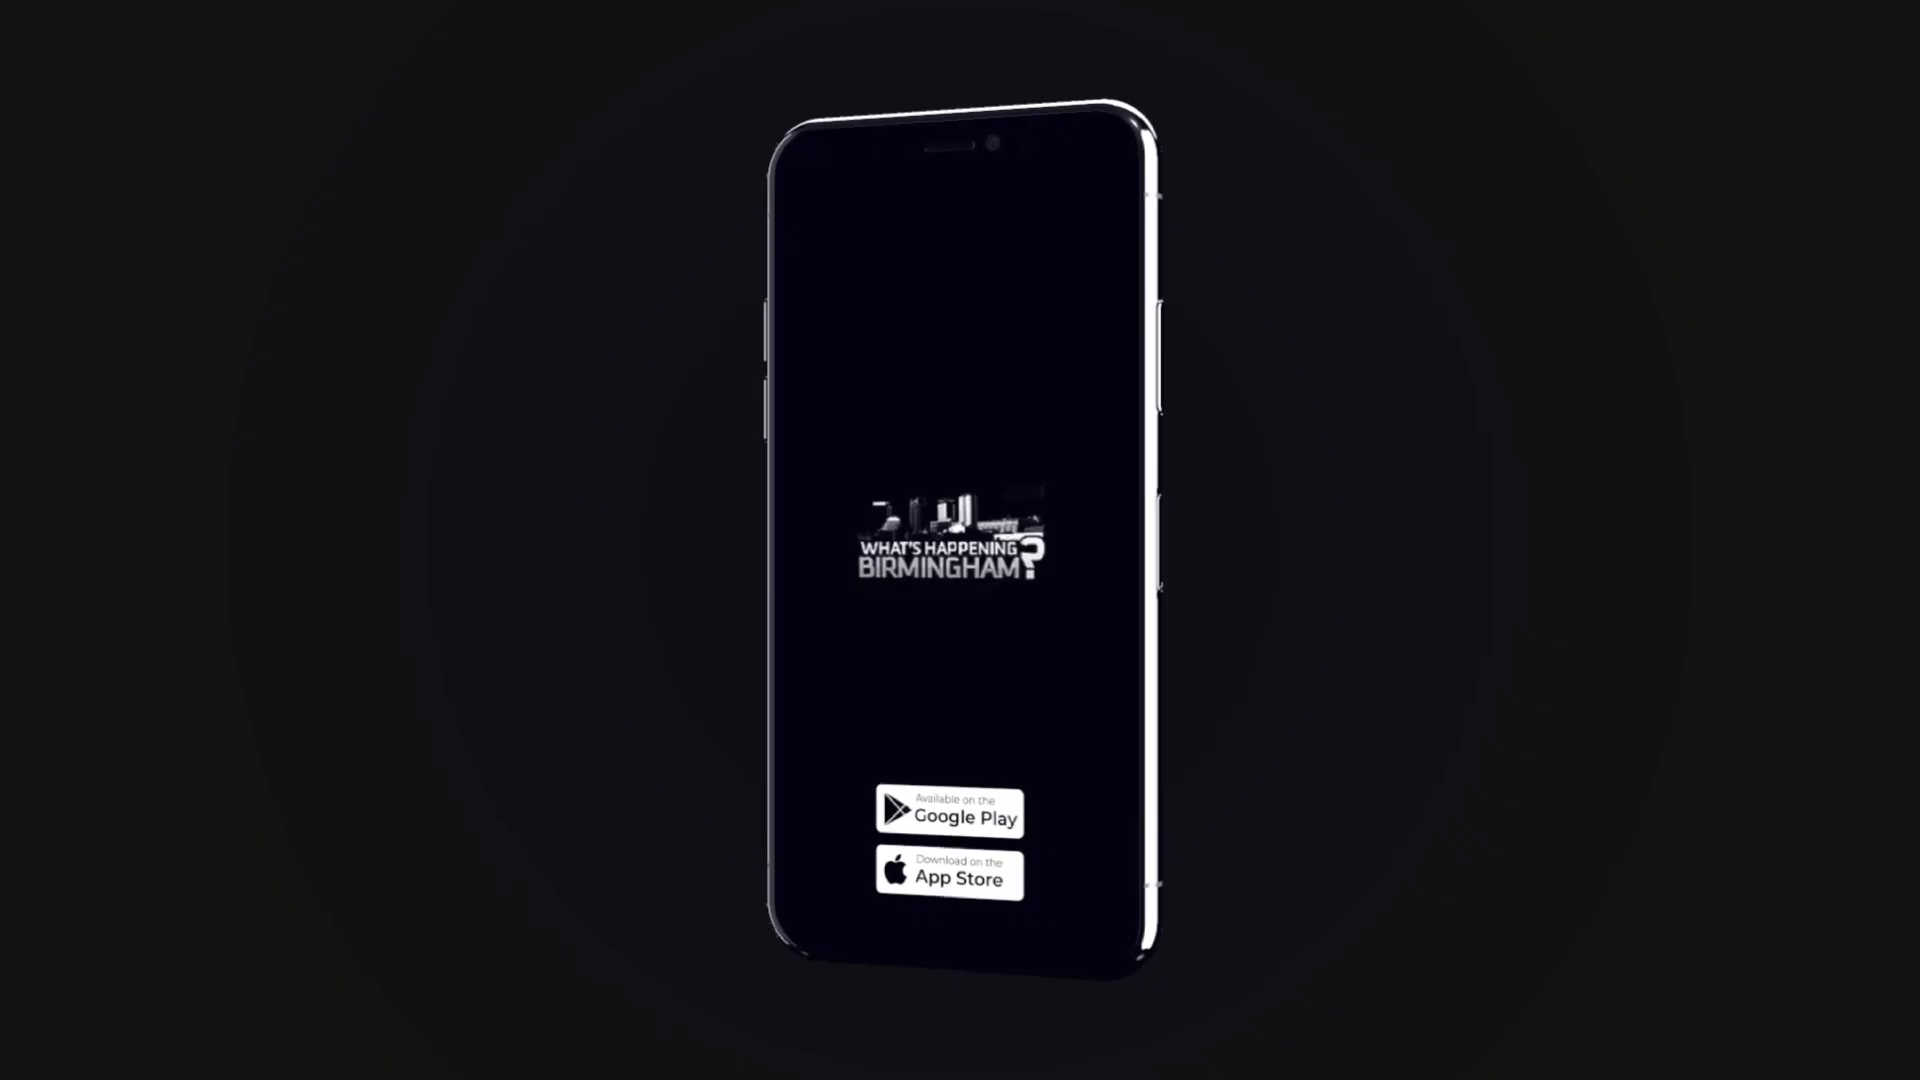 WHAT'S HAPPENING
BIRMINGHAM?
Available on the
Google Play
Download on the
App Store